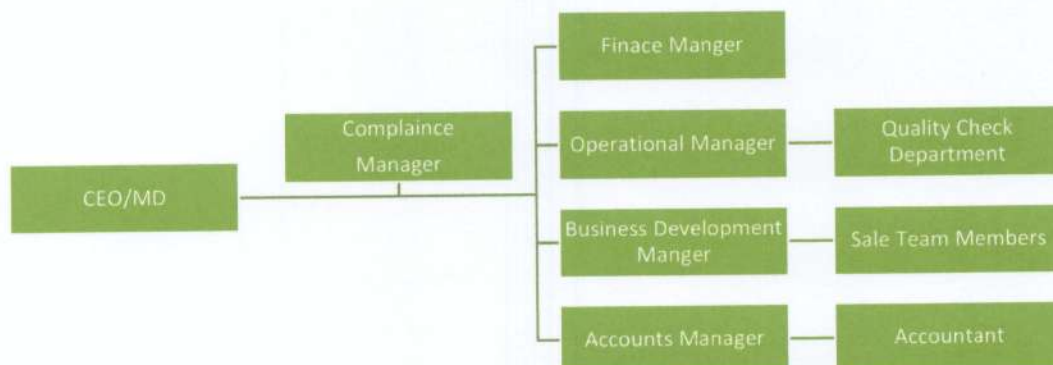 CEO/MD
Complaince
Manager
Finace Manger
Operational Manager
Quality Check
Department
Business Development
Manger
Sale Team Members
Accounts Manager
Accountant